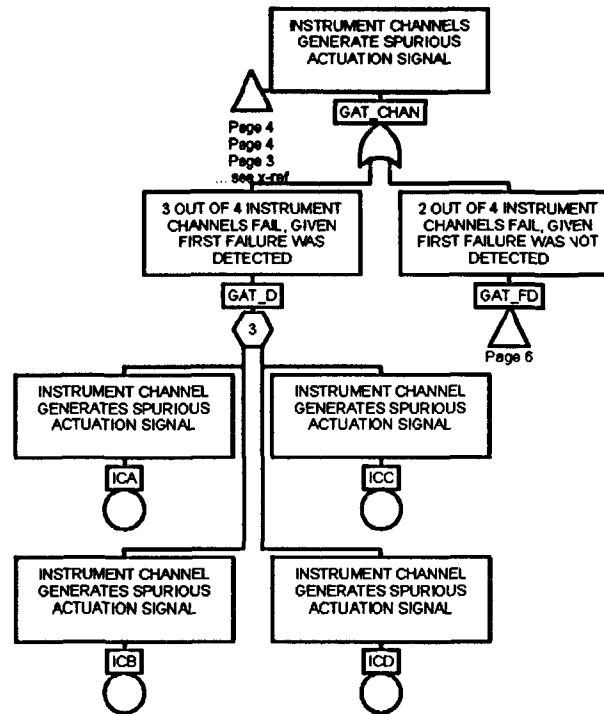 INSTRUMENT CHANNELS
GENERATE SPURIOUS
ACTUATION SIGNAL
GAT_CHAN
Page 4
Page 4
Page 3
... see x-ref
3 OUT OF 4 INSTRUMENT
CHANNELS FAIL, GIVEN
FIRST FAILURE WAS
DETECTED
GAT_D
3
2 OUT OF 4 INSTRUMENT
CHANNELS FAIL, GIVEN
FIRST FAILURE WAS NOT
DETECTED
GAT_FD
Page 6
INSTRUMENT CHANNEL
GENERATES SPURIOUS
ACTUATION SIGNAL
ICA
INSTRUMENT CHANNEL
GENERATES SPURIOUS
ACTUATION SIGNAL
ICC
INSTRUMENT CHANNEL
GENERATES SPURIOUS
ACTUATION SIGNAL
ICB
INSTRUMENT CHANNEL
GENERATES SPURIOUS
ACTUATION SIGNAL
ICD